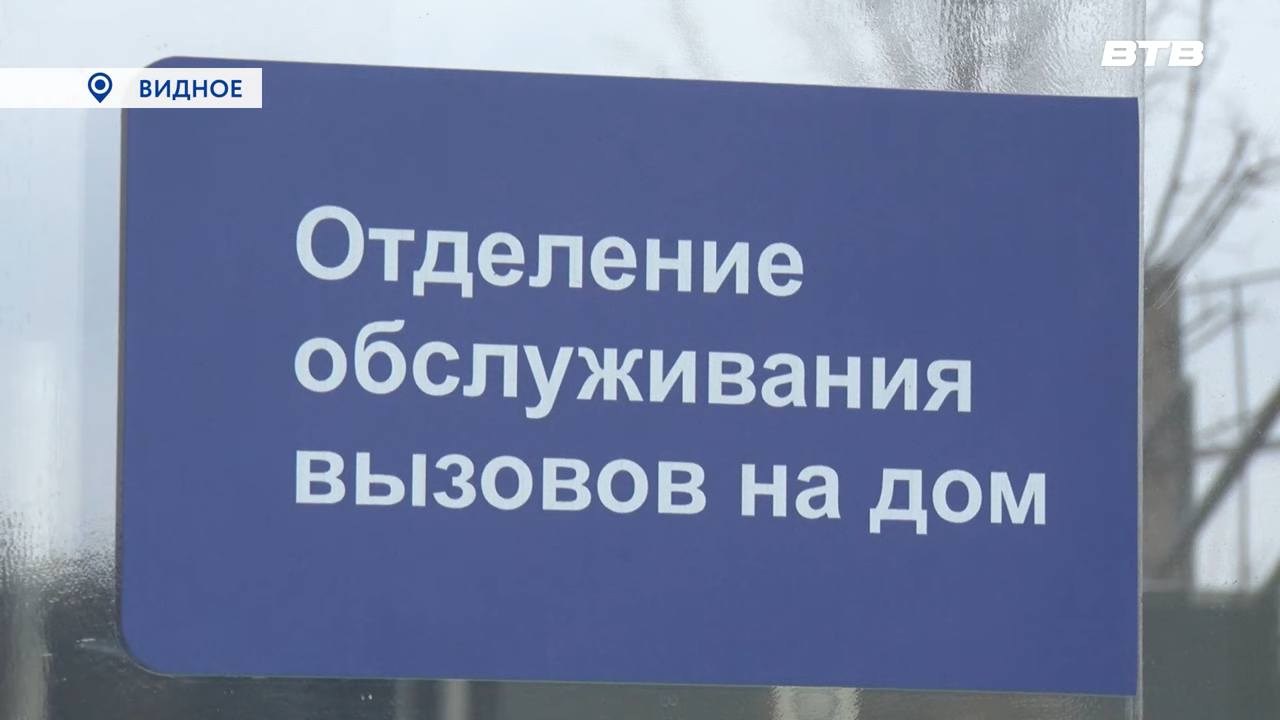 ВИДНОЕ
ВТВ
Отделение
обслуживания
вызовов на дом